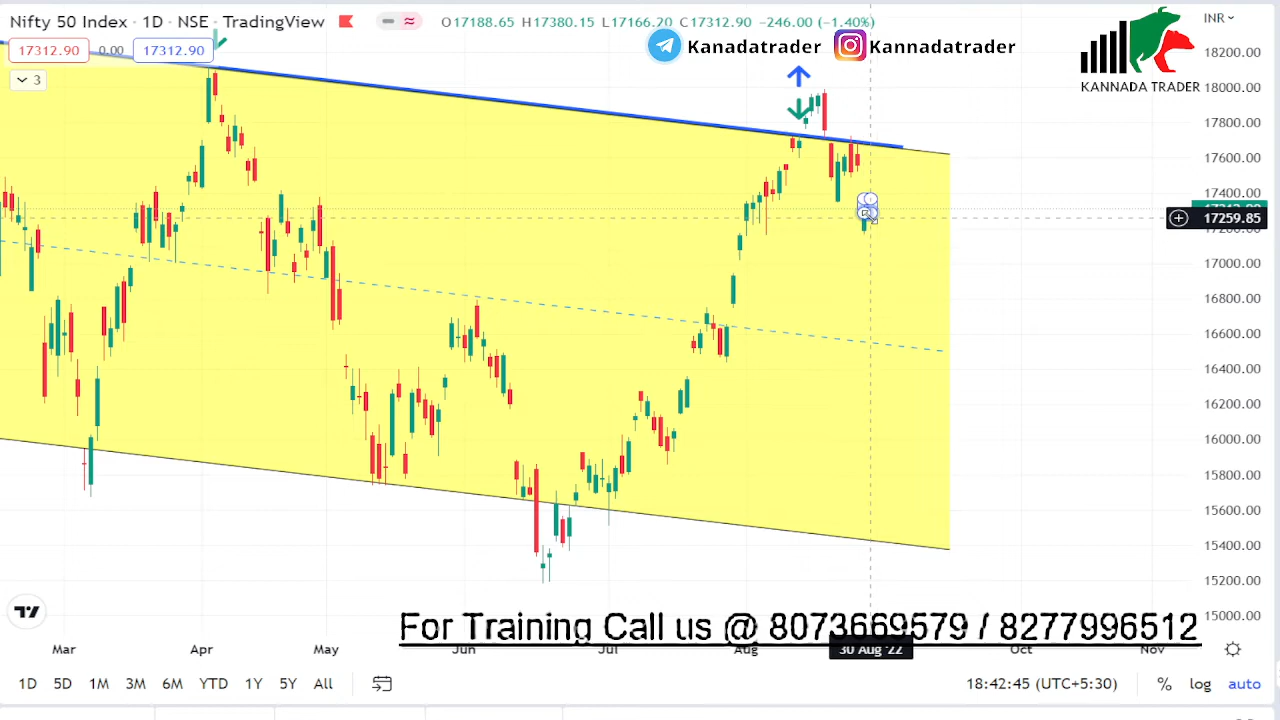 Nifty 50 Index · 1D · NSE · TradingView
O17188.65 H17380.15 L17166.20 C17312.90 −246.00 (−1.40%)
INR
17312.90 0.00 17312.90
Kanadatrader Kannadatrader
KANNADA TRADER
3
18200.00
18000.00
17800.00
17600.00
17400.00
17259.85
17000.00
16800.00
16600.00
16400.00
16200.00
16000.00
15800.00
15600.00
15400.00
15200.00
15000.00
For Training Call us @ 8073669579 / 8277996512
Mar Apr May Jun Jul Aug 30 Aug '22 Oct Nov
1D 5D 1M 3M 6M YTD 1Y 5Y All
18:42:45 (UTC+5:30) % log auto